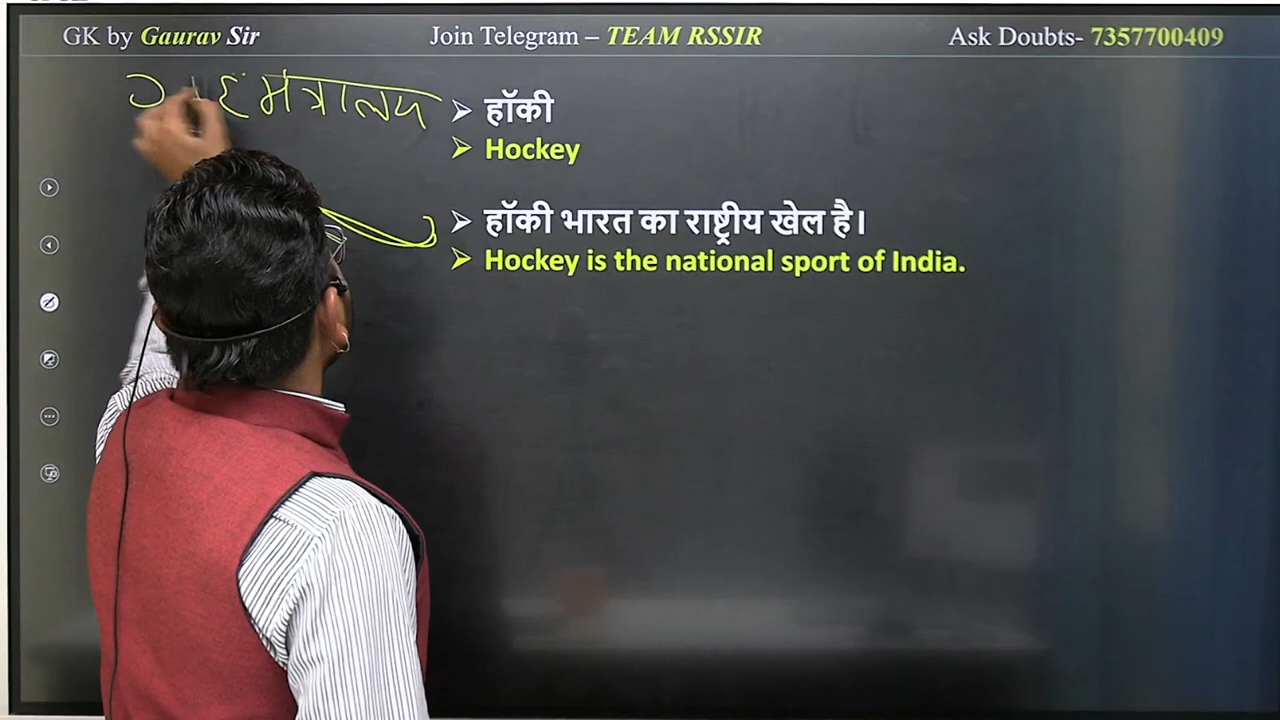 GK by Gaurav Sir
Join Telegram – TEAM RSSIR
Ask Doubts- 7357700409
मंत्रालय
➢ हॉकी
➢ Hockey
➢ हॉकी भारत का राष्ट्रीय खेल है।
➢ Hockey is the national sport of India.